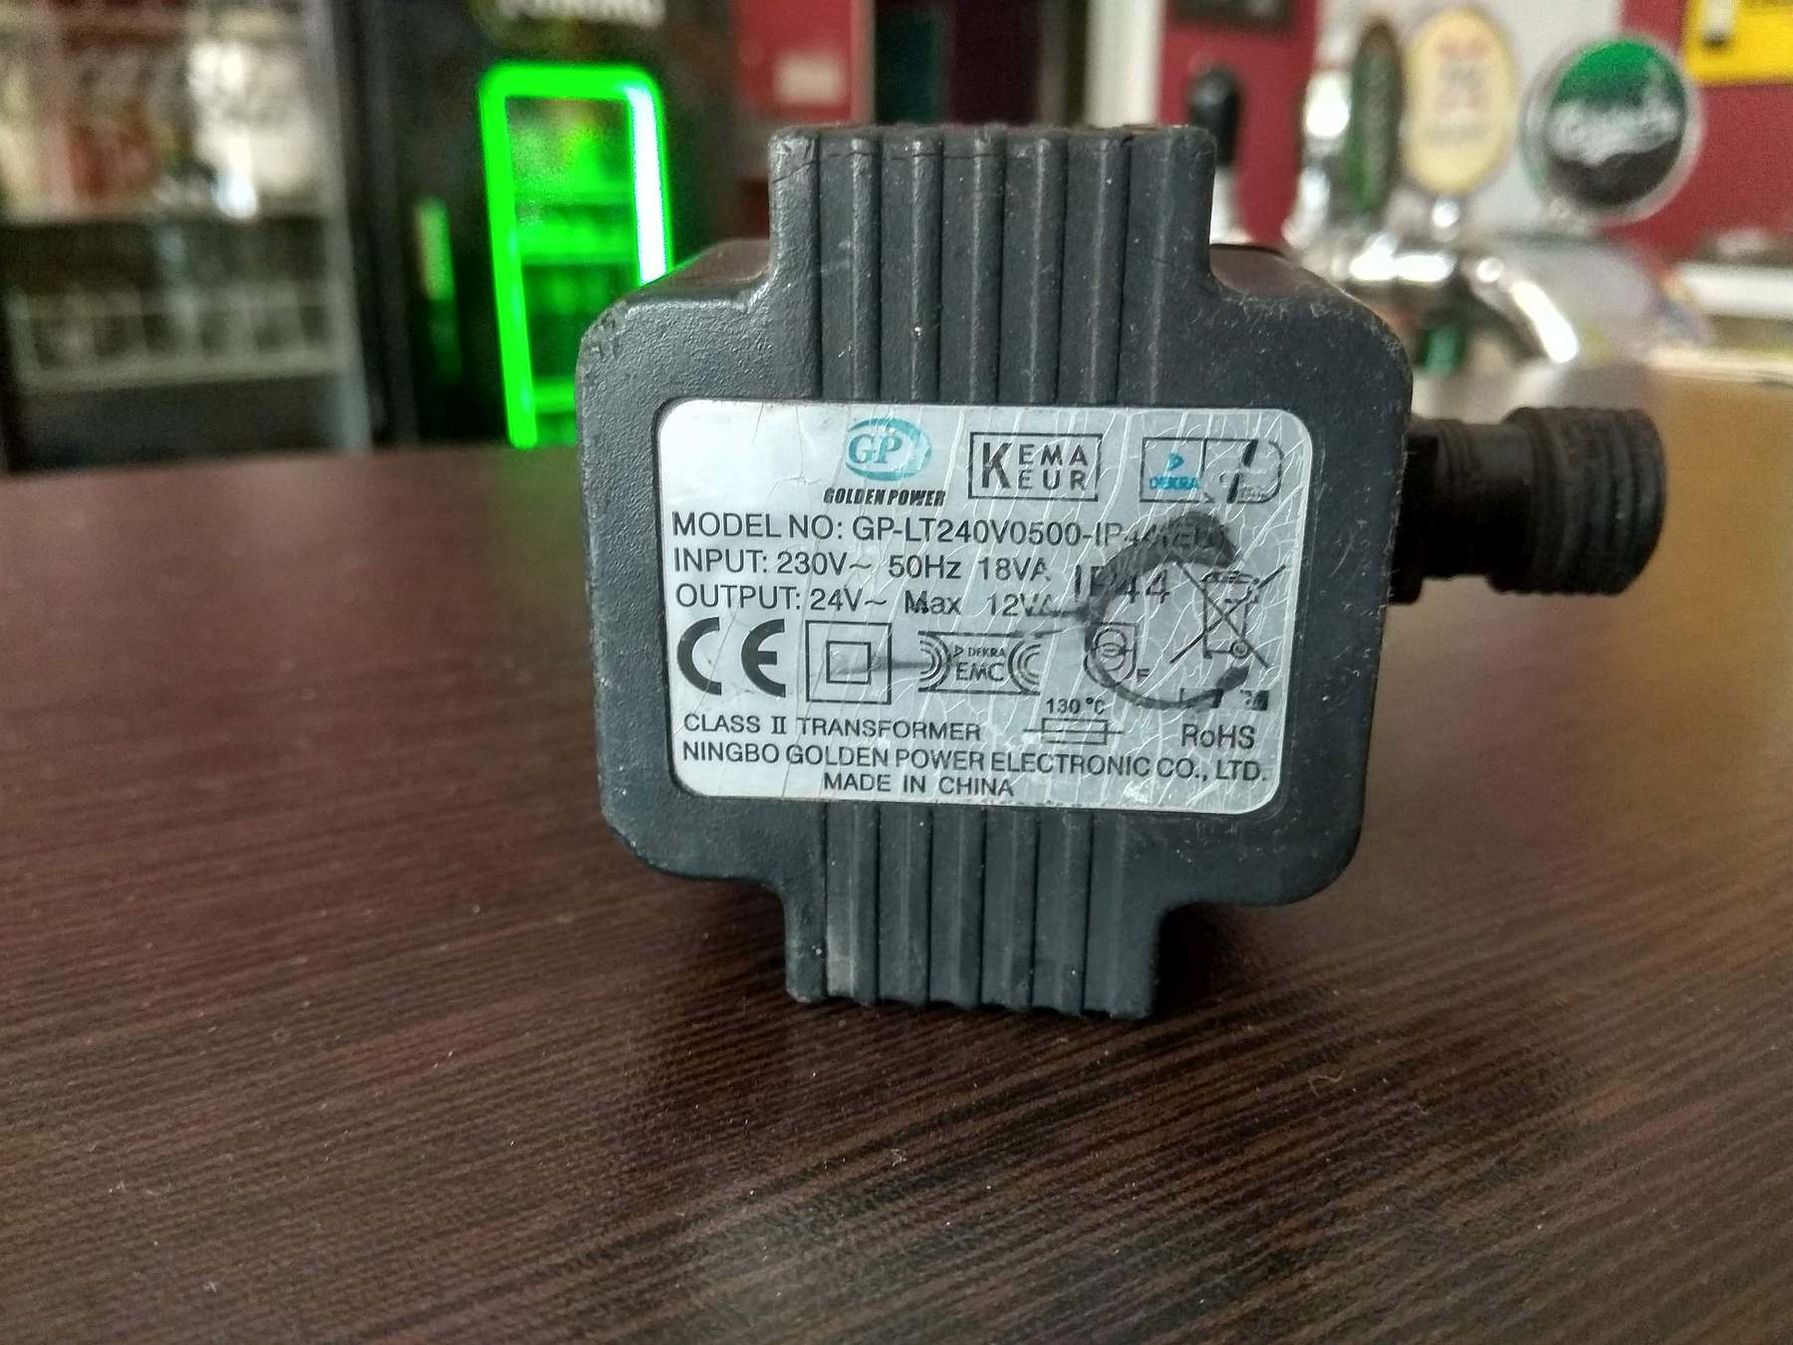 GP
GOLDEN POWER
KEMA
KEUR
DEKRA
MODEL NO: GP-LT240V0500-IP44
INPUT: 230V~ 50Hz 18VA
OUTPUT: 24V~ Max 12VA
IP44
CE
DEKRA
EMC
F
130°C
CLASS II TRANSFORMER
RoHS
NINGBO GOLDEN POWER ELECTRONIC CO., LTD.
MADE IN CHINA
Carlsberg